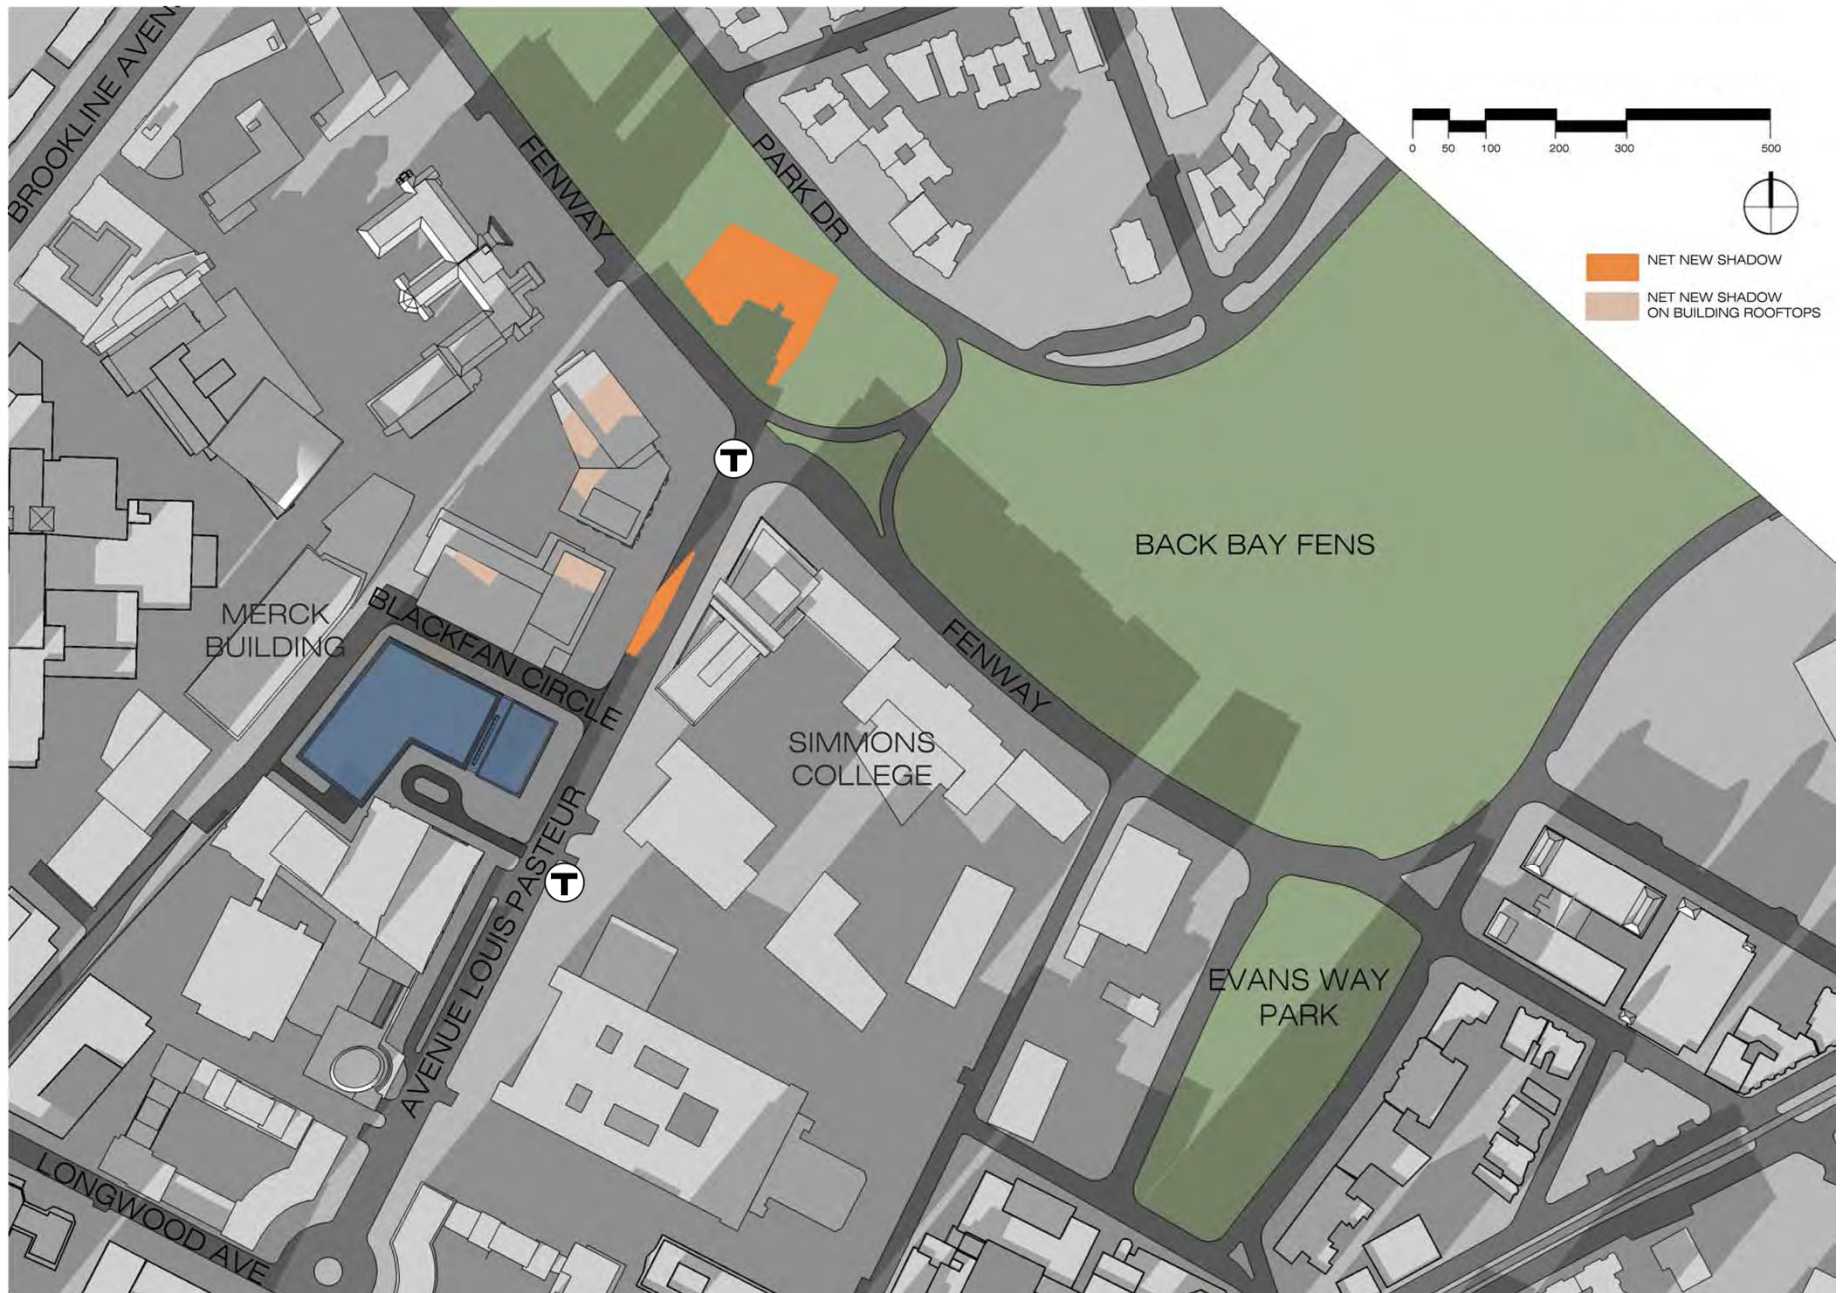 BROOKLINE AVEN
FENWAY
PARK DR
0 50 100 200 300 500
NET NEW SHADOW
NET NEW SHADOW
ON BUILDING ROOFTOPS
T
BACK BAY FENS
MERCK
BUILDING
BLACKFAN CIRCLE
FENWAY
SIMMONS
COLLEGE
T
AVENUE LOUIS PASTEUR
EVANS WAY
PARK
LONGWOOD AVE